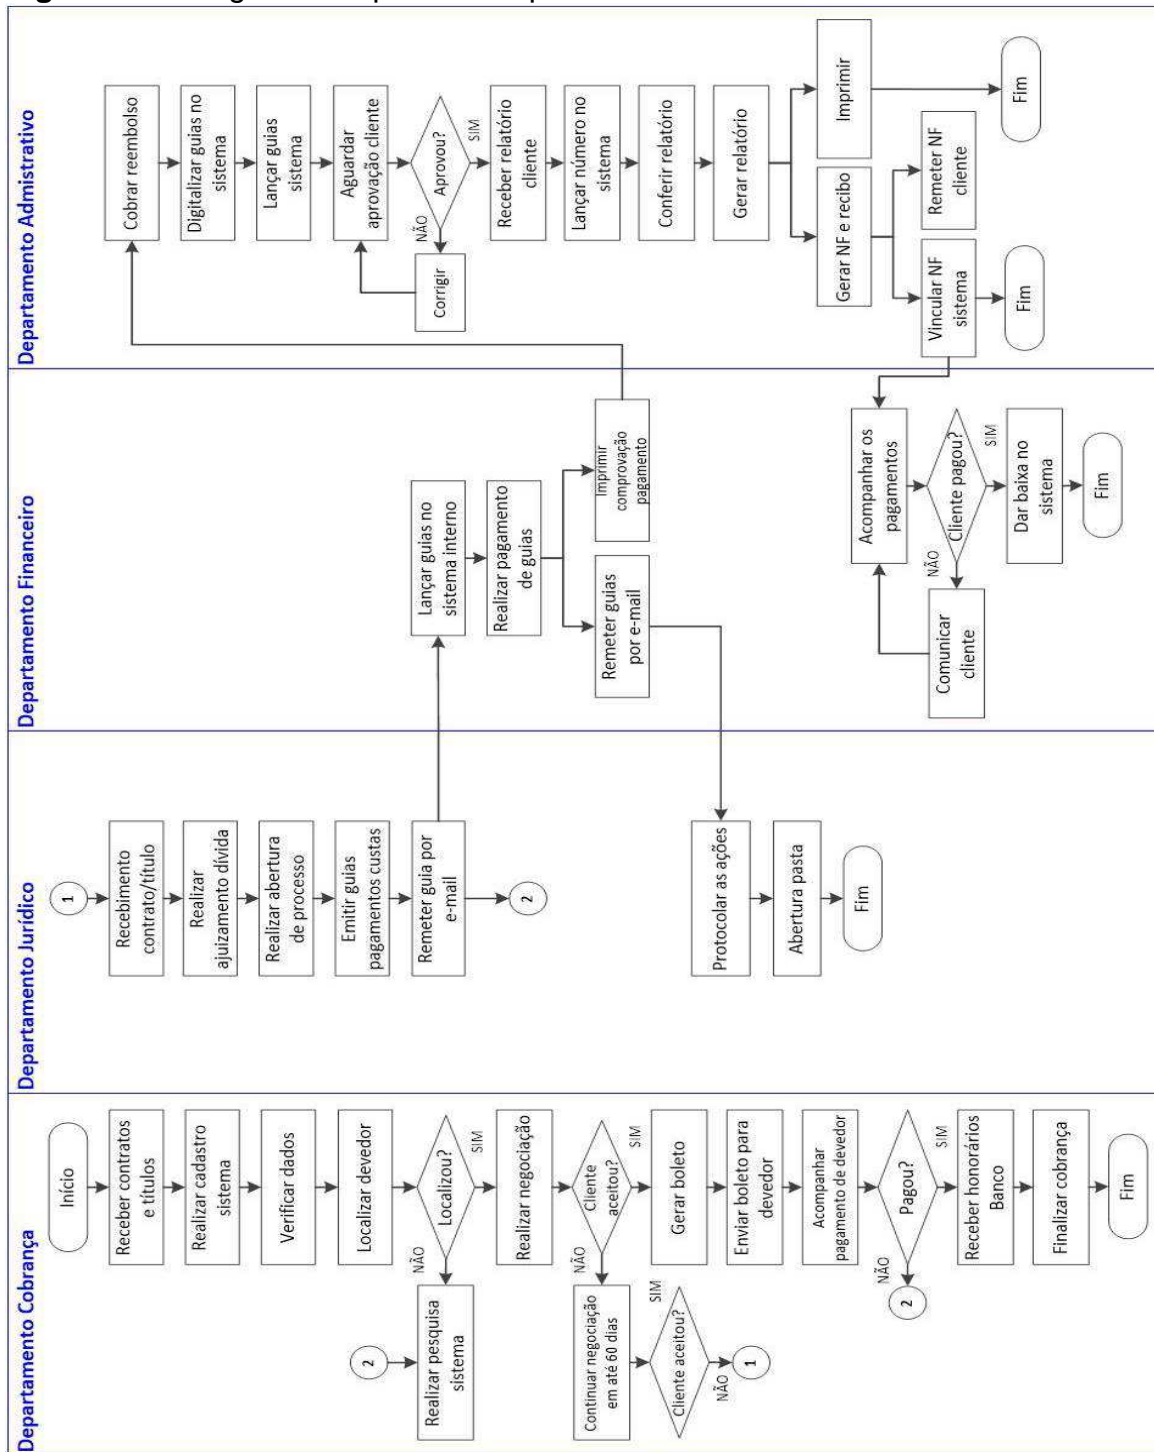 Departamento Cobrança
Início
Receber contratos
e títulos
Realizar cadastro
sistema
Verificar dados
Localizar devedor
2
Localizou?
NÃO
SIM
Realizar pesquisa
sistema
Realizar negociação
Cliente
aceitou?
NÃO
SIM
Continuar negociação
em até 60 dias
Gerar boleto
SIM
Cliente aceitou?
NÃO
1
Enviar boleto para
devedor
Acompanhar
pagamento de devedor
Pagou?
NÃO
SIM
2
Receber honorários
Banco
Finalizar cobrança
Fim
Departamento Jurídico
1
Recebimento
contrato/título
Realizar
ajuizamento dívida
Realizar abertura
de processo
Emitir guias
pagamentos custas
Remeter guia por
e-mail
2
Protocolar as ações
Abertura pasta
Fim
Departamento Financeiro
Lançar guias no
sistema interno
Realizar pagamento
de guias
Remeter guias
por e-mail
Imprimir
comprovação
pagamento
Acompanhar os
pagamentos
Cliente pagou?
NÃO
SIM
Comunicar
cliente
Dar baixa no
sistema
Fim
Departamento Admistrativo
Cobrar reembolso
Digitalizar guias no
sistema
Lançar guias
sistema
Aguardar
aprovação cliente
Aprovou?
NÃO
SIM
Corrigir
Receber relatório
cliente
Lançar número no
sistema
Conferir relatório
Gerar relatório
Gerar NF e recibo
Imprimir
Vincular NF
sistema
Remeter NF
cliente
Fim
Fim